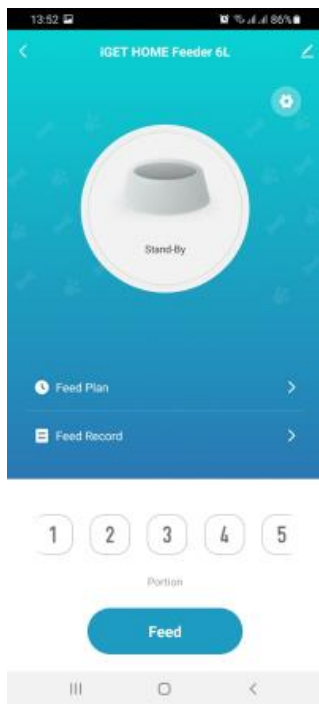 13:52 86%
iGET HOME Feeder 6L
Stand-By
Feed Plan
Feed Record
1 2 3 4 5
Portion
Feed